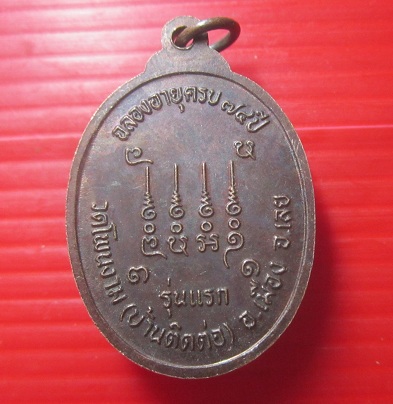 ฉลองอายุครบ ๗๔ ปี
รุ่นแรก
วัดโพนงาม (บ้านติดต่อ) อ.เมือง จ.เลย